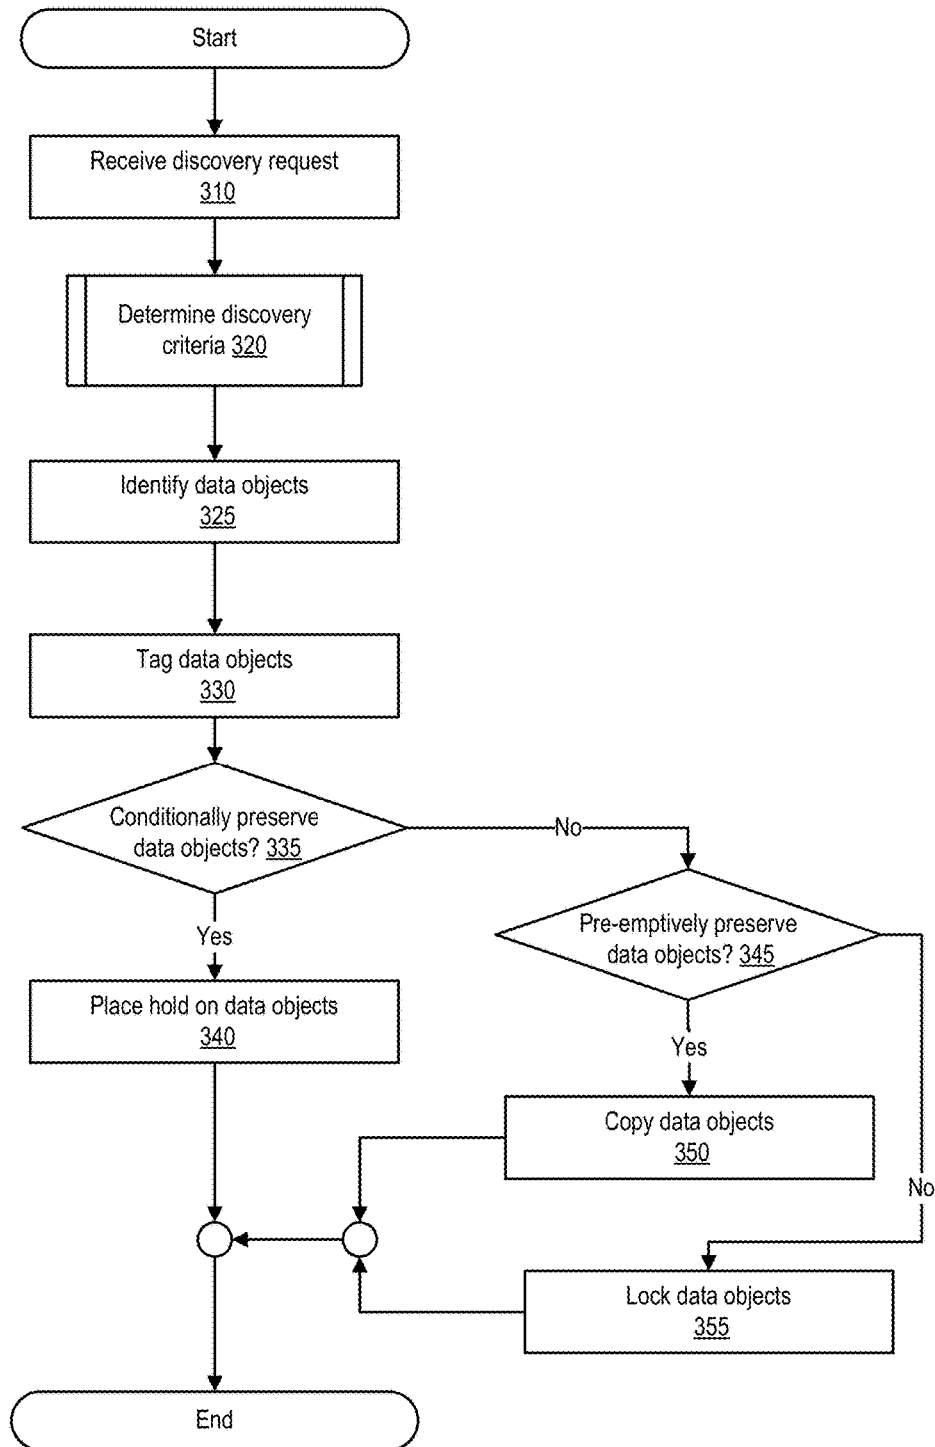 Start
Receive discovery request
310
Determine discovery
criteria 320
Identify data objects
325
Tag data objects
330
Conditionally preserve
data objects? 335
No
Pre-emptively preserve
data objects? 345
Yes
Place hold on data objects
340
Yes
Copy data objects
350
No
Lock data objects
355
End